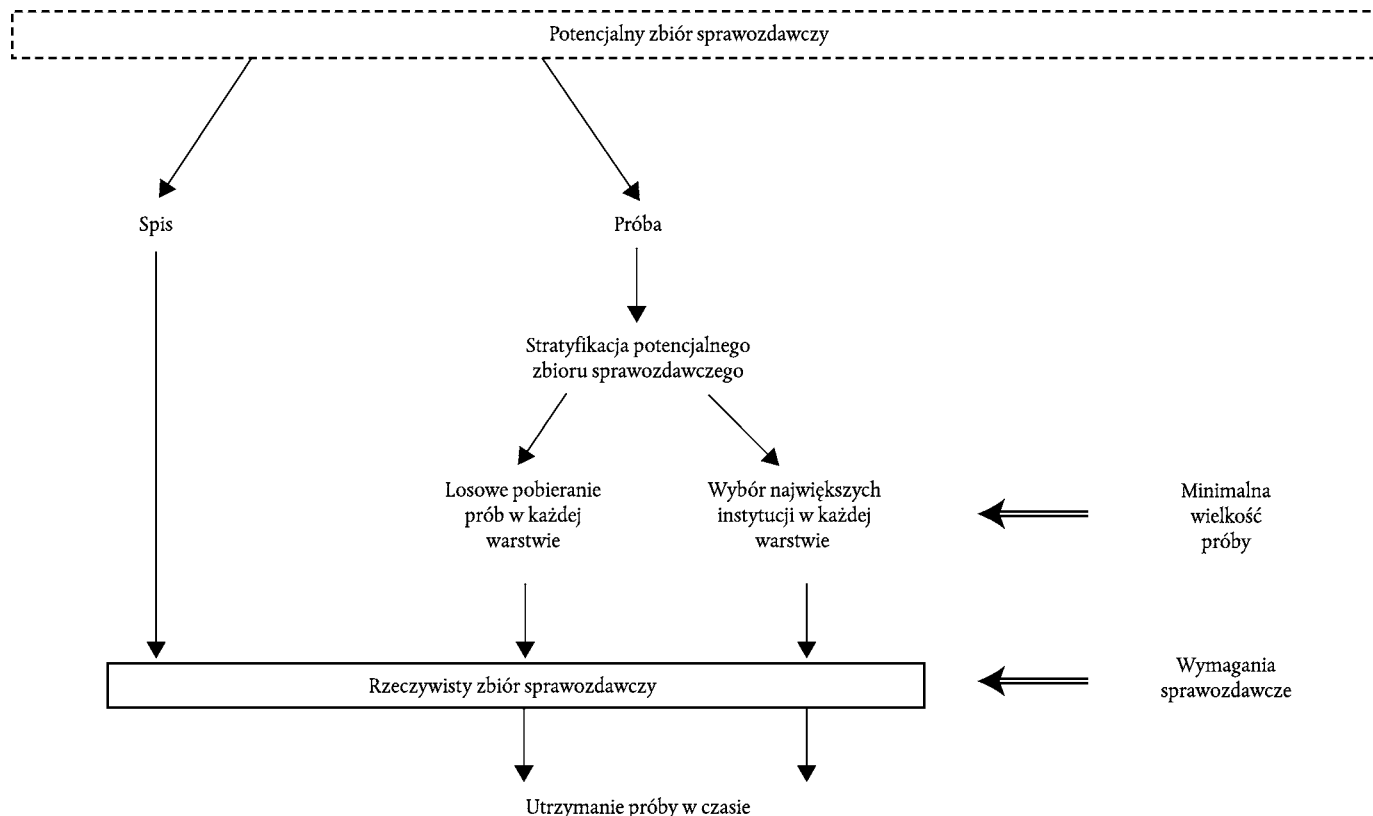 Potencjalny zbiór sprawozdawczy
Spis
Próba
Stratyfikacja potencjalnego
zbioru sprawozdawczego
Losowe pobieranie
prób w każdej
warstwie
Wybór największych
instytucji w każdej
warstwie
Minimalna
wielkość
próby
Rzeczywisty zbiór sprawozdawczy
Wymagania
sprawozdawcze
Utrzymanie próby w czasie